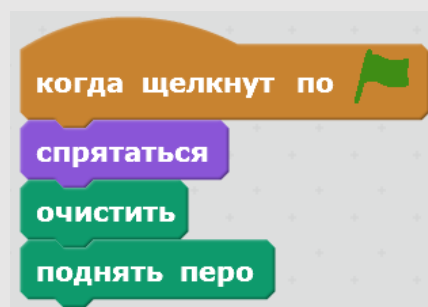 когда щелкнут по
спрятаться
очистить
поднять перо